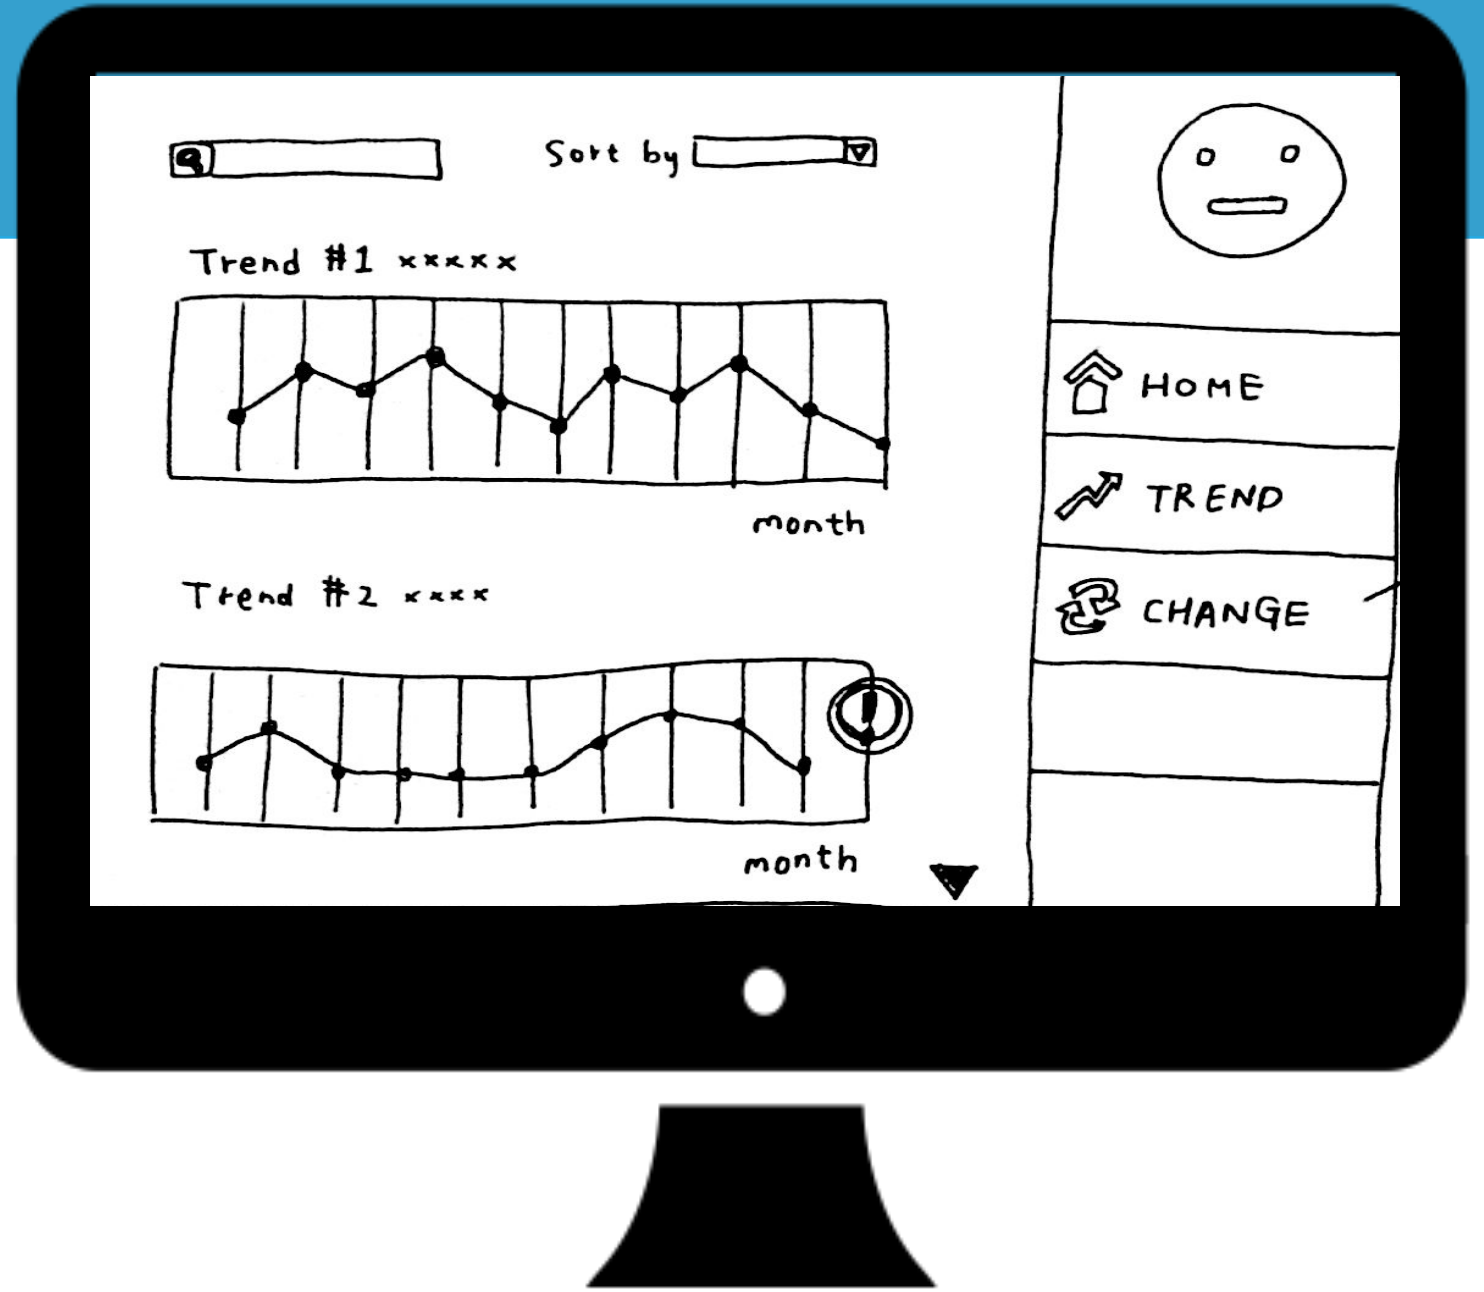 Sort by
Trend #1 xxxxx
month
Trend #2 xxxx
!
month
HOME
TREND
CHANGE